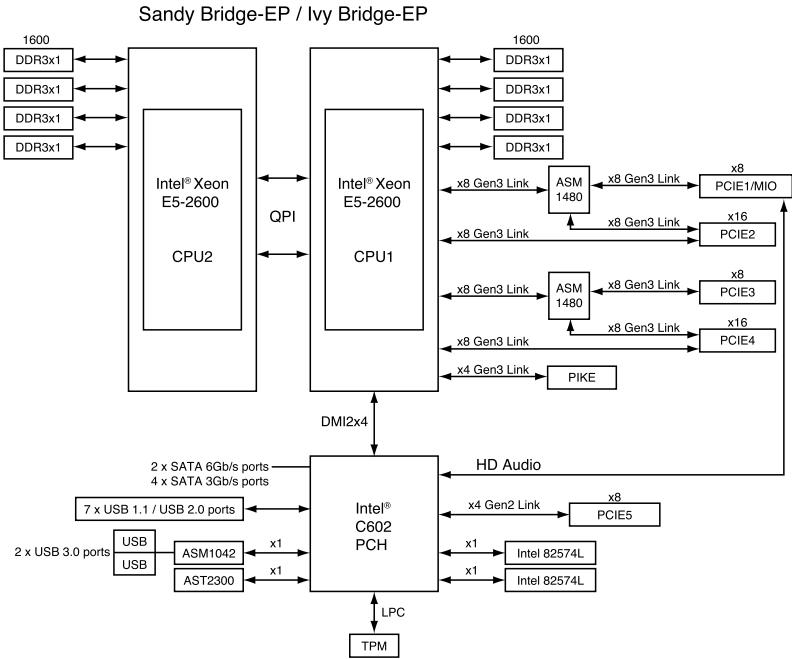 Sandy Bridge-EP / Ivy Bridge-EP
1600
DDR3x1
DDR3x1
DDR3x1
DDR3x1
Intel® Xeon
E5-2600
CPU2
QPI
Intel® Xeon
E5-2600
CPU1
1600
DDR3x1
DDR3x1
DDR3x1
DDR3x1
x8 Gen3 Link
ASM
1480
x8 Gen3 Link
x8
PCIE1/MIO
x8 Gen3 Link
x16
PCIE2
x8 Gen3 Link
x8 Gen3 Link
ASM
1480
x8 Gen3 Link
x8
PCIE3
x8 Gen3 Link
x16
PCIE4
x8 Gen3 Link
x4 Gen3 Link
PIKE
DMI2x4
2 x SATA 6Gb/s ports
4 x SATA 3Gb/s ports
7 x USB 1.1 / USB 2.0 ports
2 x USB 3.0 ports
USB
USB
ASM1042
x1
AST2300
x1
Intel®
C602
PCH
HD Audio
x4 Gen2 Link
x8
PCIE5
x1
Intel 82574L
x1
Intel 82574L
LPC
TPM